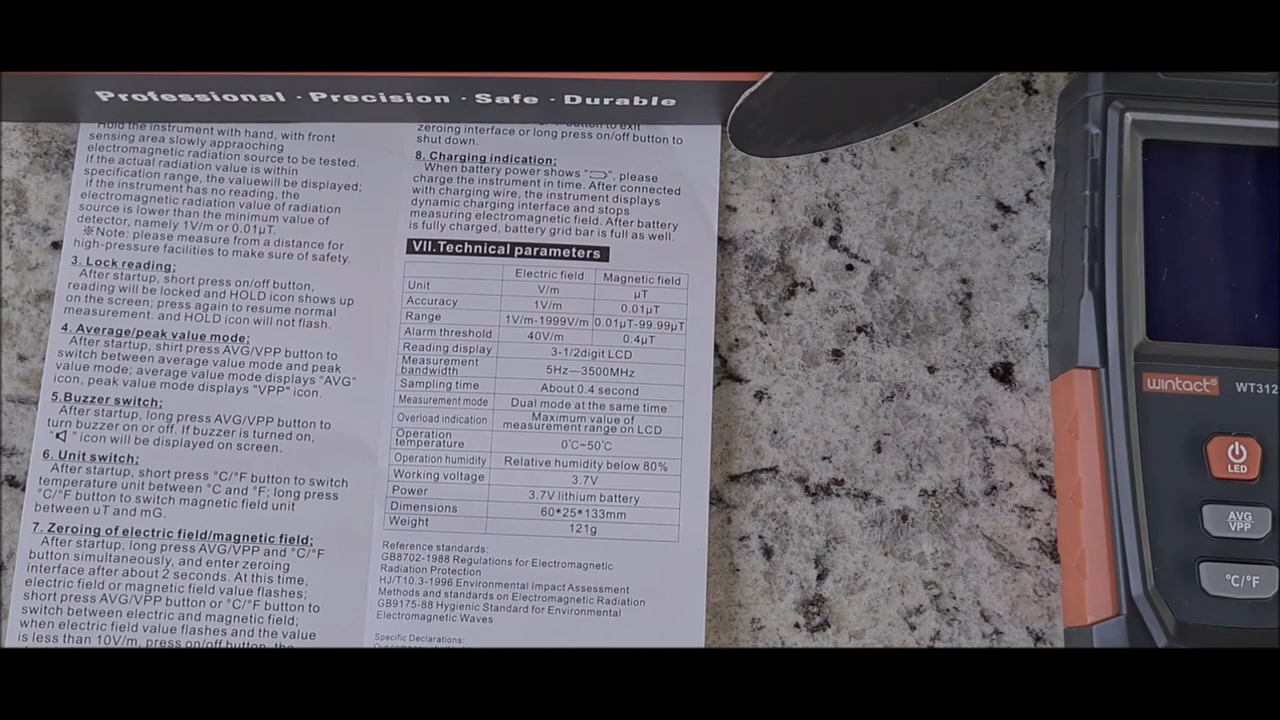 Professional · Precision · Safe · Durable
Hold the instrument with hand, with front
sensing area slowly appraoching
electromagnetic radiation source to be tested.
If the actual radiation value is within
specification range, the valuewill be displayed;
if the instrument has no reading, the
electromagnetic radiation value of radiation
source is lower than the minimum value of
detector, namely 1V/m or 0.01µT.
※Note: please measure from a distance for
high-pressure facilities to make sure of safety.
3. Lock reading;
After startup, short press on/off button,
reading will be locked and HOLD icon shows up
on the screen; press again to resume normal
measurement. and HOLD icon will not flash.
4. Average/peak value mode;
After startup, shirt press AVG/VPP button to
switch between average value mode and peak
value mode; average value mode displays "AVG"
icon, peak value mode displays "VPP" icon.
5.Buzzer switch;
After startup, long press AVG/VPP button to
turn buzzer on or off. If buzzer is turned on,
" " icon will be displayed on screen.
6. Unit switch;
After startup, short press °C/°F button to switch
temperature unit between °C and °F; long press
°C/°F button to switch magnetic field unit
between uT and mG.
7. Zeroing of electric field/magnetic field;
After startup, long press AVG/VPP and °C/°F
button simultaneously, and enter zeroing
interface after about 2 seconds. At this time,
electric field or magnetic field value flashes;
short press AVG/VPP button or °C/°F button to
switch between electric and magnetic field;
when electric field value flashes and the value
is less than 10V/m, press on/off button, the
button to exit
zeroing interface or long press on/off button to
shut down.
8. Charging indication;
When battery power shows " ", please
charge the instrument in time. After connected
with charging wire, the instrument displays
dynamic charging interface and stops
measuring electromagnetic field. After battery
is fully charged, battery grid bar is full as well.
VII.Technical parameters
Electric field Magnetic field
Unit V/m µT
Accuracy 1V/m 0.01µT
Range 1V/m-1999V/m 0.01µT-99.99µT
Alarm threshold 40V/m 0.4µT
Reading display 3-1/2digit LCD
Measurement bandwidth 5Hz—3500MHz
Sampling time About 0.4 second
Measurement mode Dual mode at the same time
Overload indication Maximum value of measurement range on LCD
Operation temperature 0°C~50°C
Operation humidity Relative humidity below 80%
Working voltage 3.7V
Power 3.7V lithium battery
Dimensions 60*25*133mm
Weight 121g
Reference standards:
GB8702-1988 Regulations for Electromagnetic
Radiation Protection
HJ/T10.3-1996 Environmental Impact Assessment
Methods and standards on Electromagnetic Radiation
GB9175-88 Hygienic Standard for Environmental
Electromagnetic Waves
Specific Declarations:
wintact® WT312
LED
AVG
VPP
°C/°F